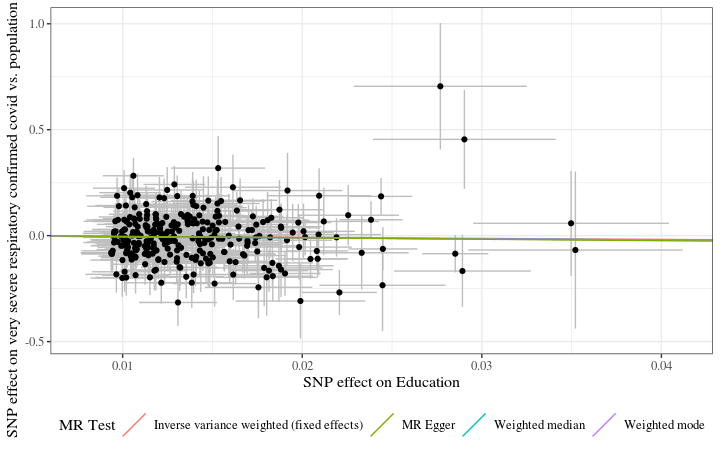 SNP effect on very severe respiratory confirmed covid vs. population
1.0
0.5
0.0
-0.5
0.01 0.02 0.03 0.04
SNP effect on Education
MR Test Inverse variance weighted (fixed effects) MR Egger Weighted median Weighted mode